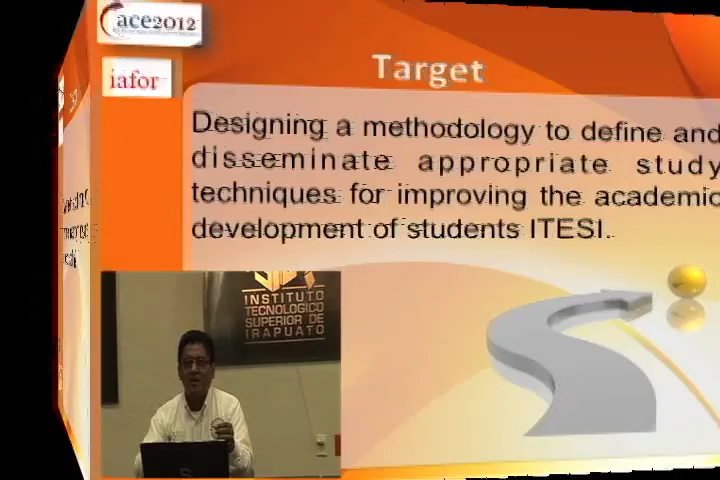 ace2012
iafor
Target
Designing a methodology to define and
disseminate appropriate study
techniques for improving the academic
development of students ITESI.
INSTITUTO
TECNOLOGICO
SUPERIOR DE
IRAPUATO